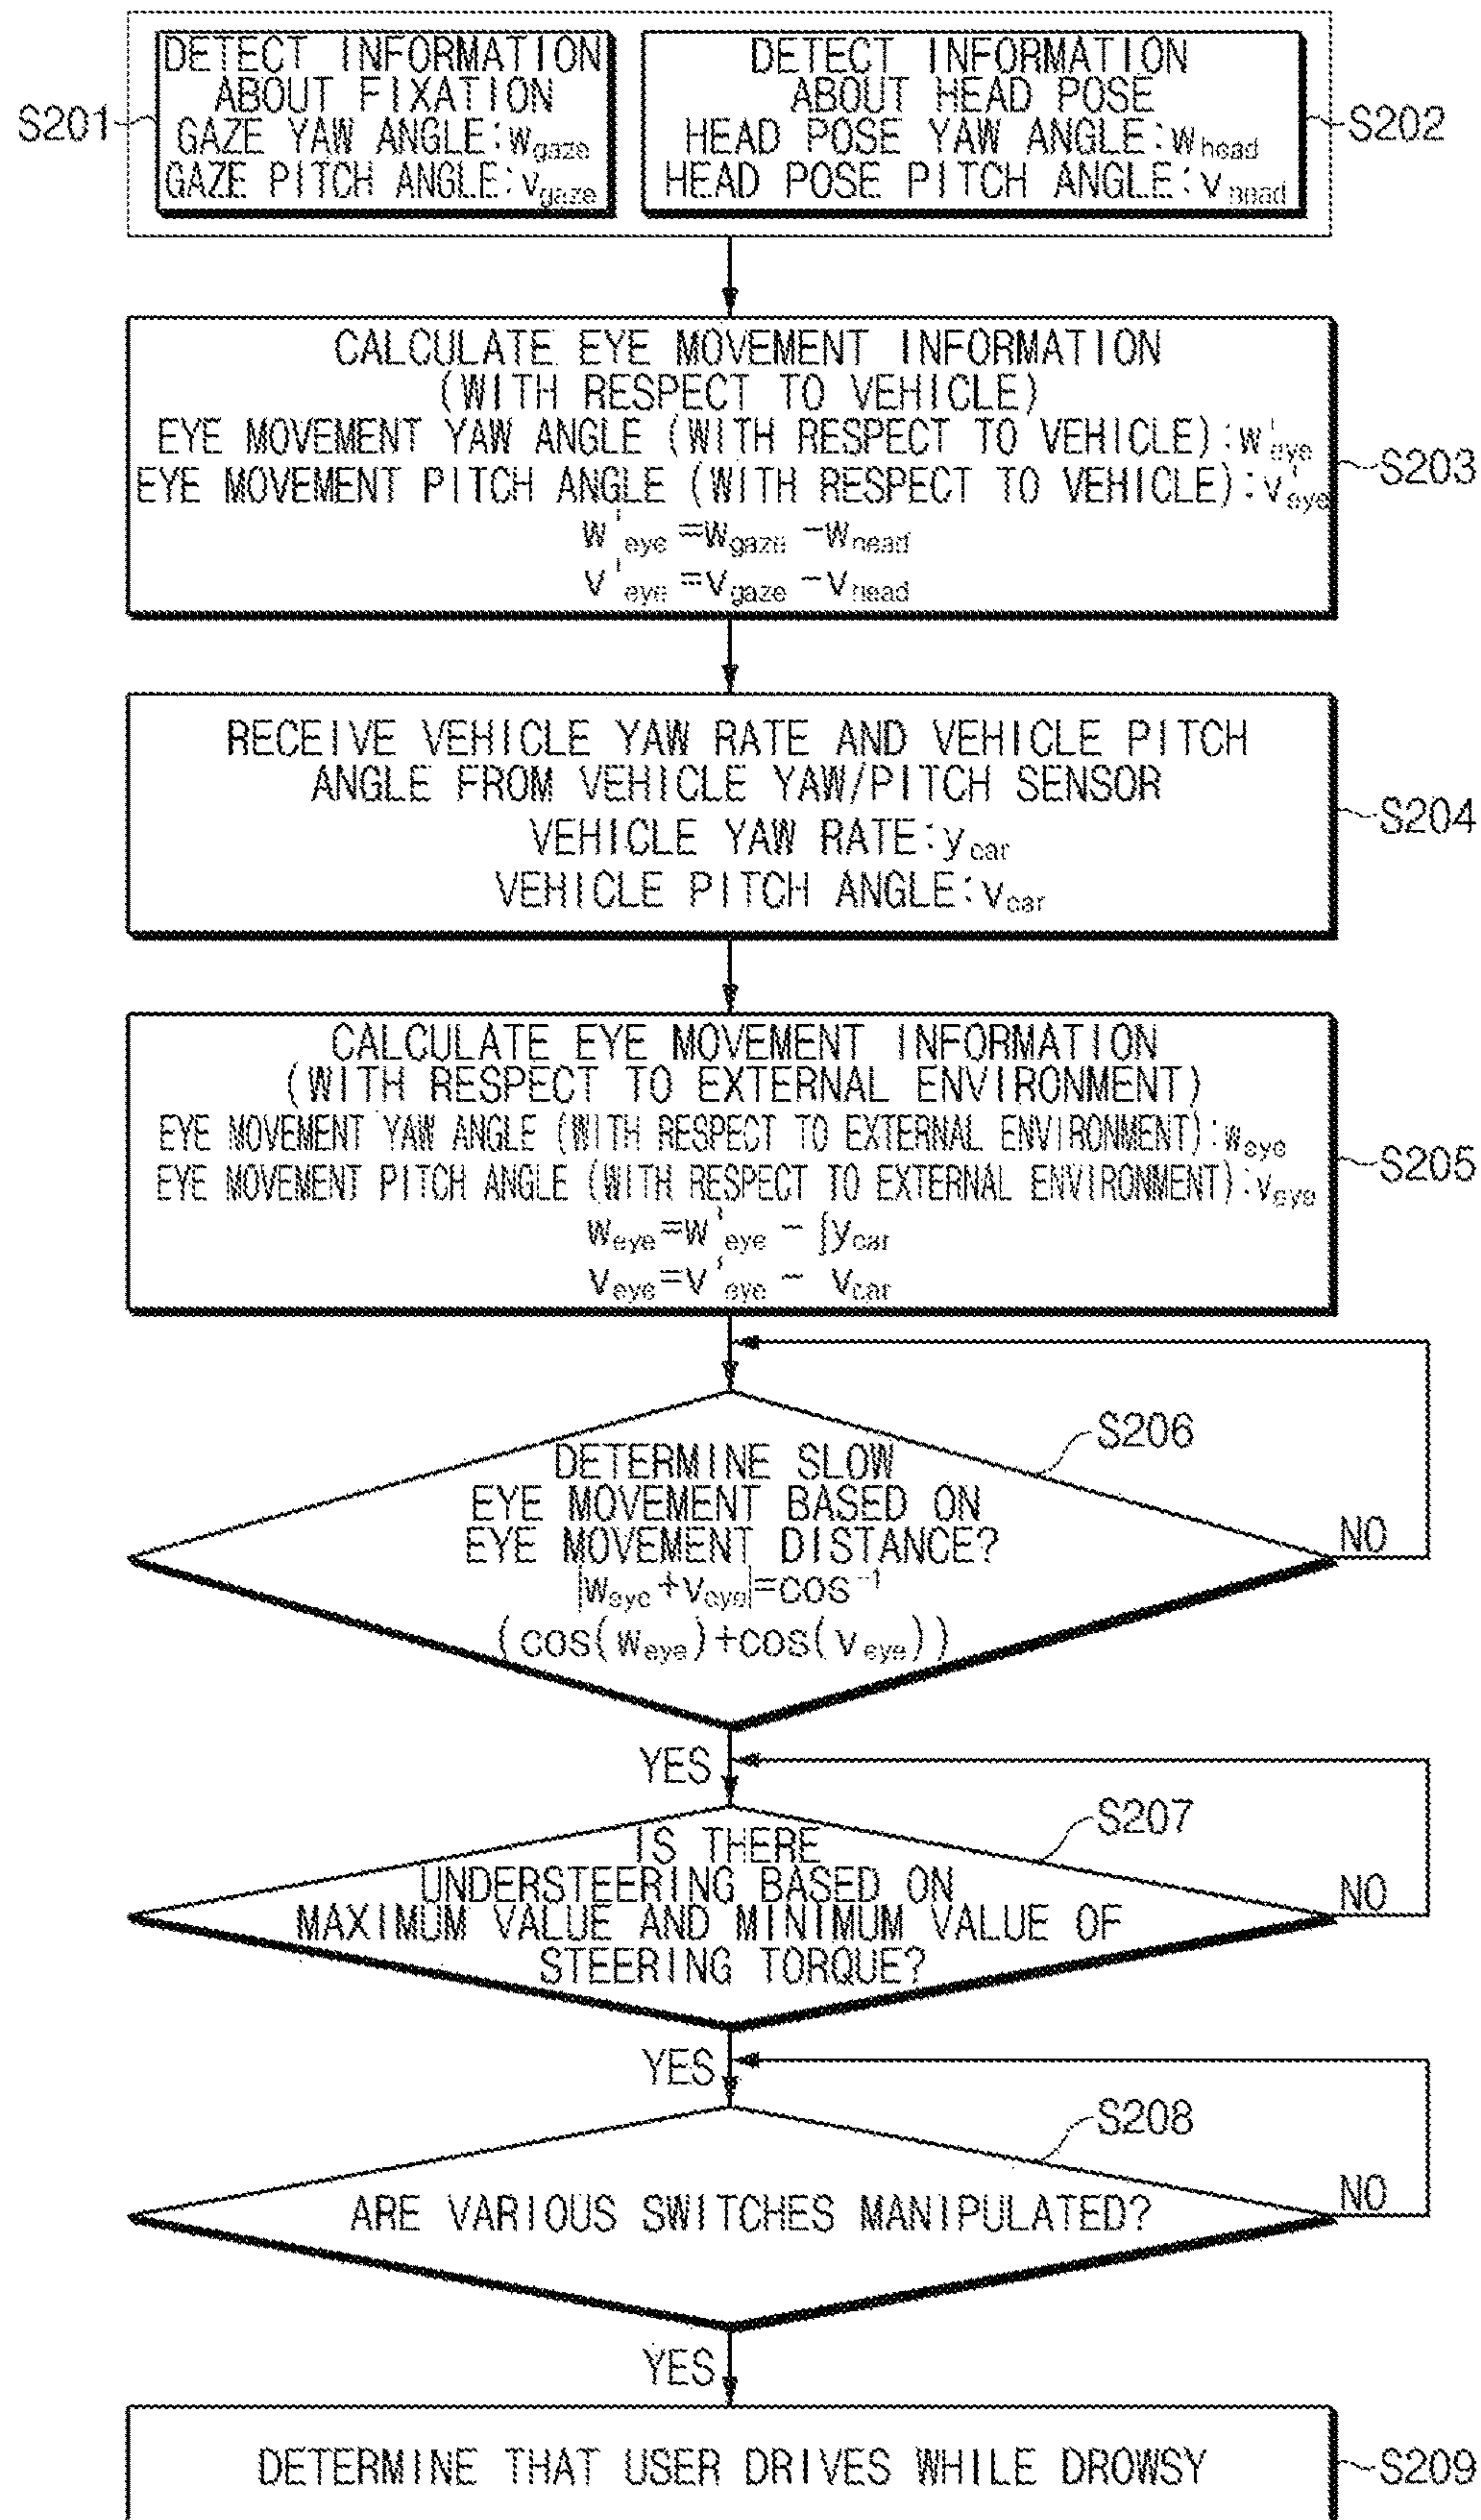 DETECT INFORMATION
ABOUT FIXATION
GAZE YAW ANGLE:w_gaze
GAZE PITCH ANGLE:v_gaze
S201
DETECT INFORMATION
ABOUT HEAD POSE
HEAD POSE YAW ANGLE:w_head
HEAD POSE PITCH ANGLE:v_head
S202
CALCULATE EYE MOVEMENT INFORMATION
(WITH RESPECT TO VEHICLE)
EYE MOVEMENT YAW ANGLE (WITH RESPECT TO VEHICLE):w'_eye
EYE MOVEMENT PITCH ANGLE (WITH RESPECT TO VEHICLE):v'_eye
w'_eye=w_gaze-w_head
v'_eye=v_gaze-v_head
S203
RECEIVE VEHICLE YAW RATE AND VEHICLE PITCH
ANGLE FROM VEHICLE YAW/PITCH SENSOR
VEHICLE YAW RATE:y_car
VEHICLE PITCH ANGLE:v_car
S204
CALCULATE EYE MOVEMENT INFORMATION
(WITH RESPECT TO EXTERNAL ENVIRONMENT)
EYE MOVEMENT YAW ANGLE (WITH RESPECT TO EXTERNAL ENVIRONMENT):w_eye
EYE MOVEMENT PITCH ANGLE (WITH RESPECT TO EXTERNAL ENVIRONMENT):v_eye
w_eye=w'_eye - ∫y_car
v_eye=v'_eye - v_car
S205
DETERMINE SLOW
EYE MOVEMENT BASED ON
EYE MOVEMENT DISTANCE?
|w_eye+v_eye|=cos⁻¹
(cos(w_eye)+cos(v_eye))
S206
NO
YES
IS THERE
UNDERSTEERING BASED ON
MAXIMUM VALUE AND MINIMUM VALUE OF
STEERING TORQUE?
S207
NO
YES
ARE VARIOUS SWITCHES MANIPULATED?
S208
NO
YES
DETERMINE THAT USER DRIVES WHILE DROWSY
S209